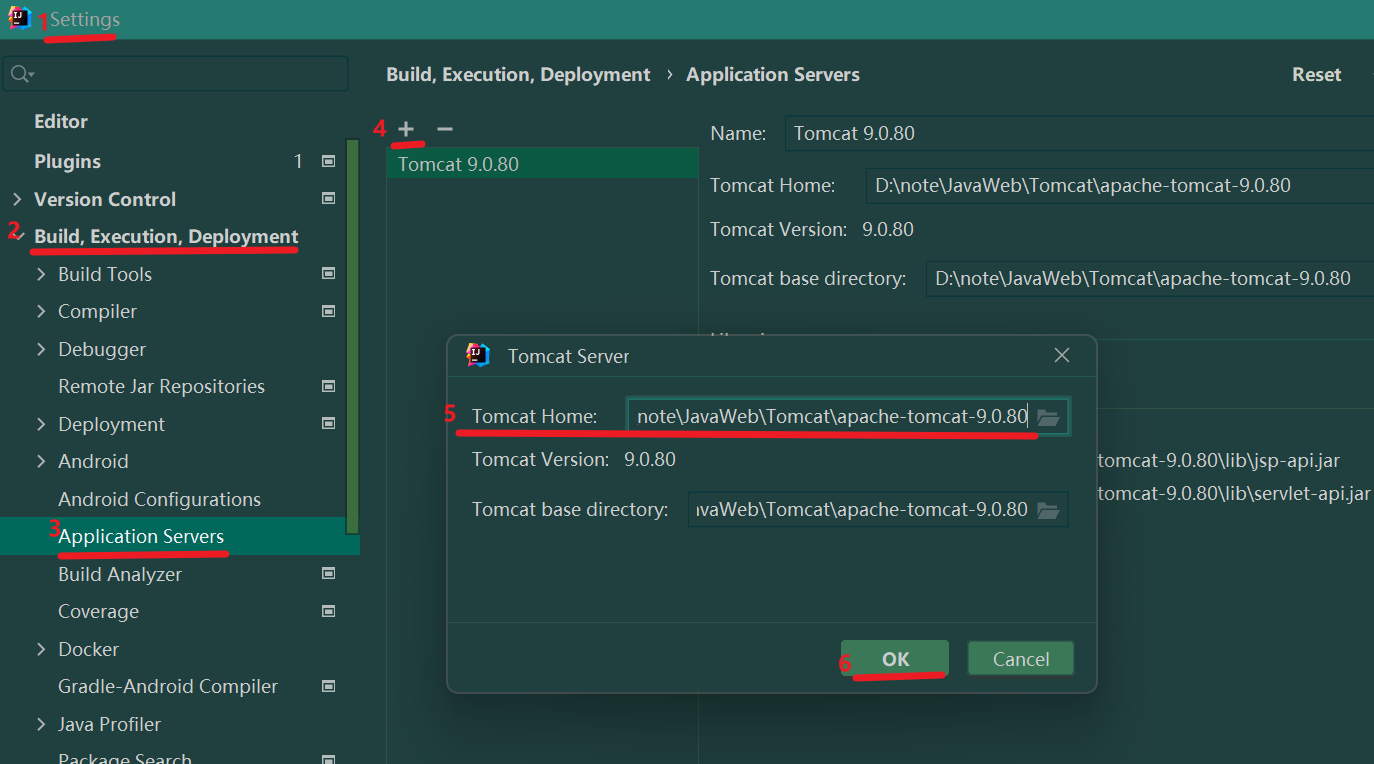 1 Settings
Build, Execution, Deployment › Application Servers
Reset
Editor
Plugins 1
Version Control
2 Build, Execution, Deployment
Build Tools
Compiler
Debugger
Remote Jar Repositories
Deployment
Android
Android Configurations
3 Application Servers
Build Analyzer
Coverage
Docker
Gradle-Android Compiler
Java Profiler
Package Search
4 + −
Tomcat 9.0.80
Name: Tomcat 9.0.80
Tomcat Home: D:\note\JavaWeb\Tomcat\apache-tomcat-9.0.80
Tomcat Version: 9.0.80
Tomcat base directory: D:\note\JavaWeb\Tomcat\apache-tomcat-9.0.80
tomcat-9.0.80\lib\jsp-api.jar
tomcat-9.0.80\lib\servlet-api.jar
Tomcat Server
5 Tomcat Home: note\JavaWeb\Tomcat\apache-tomcat-9.0.80
Tomcat Version: 9.0.80
Tomcat base directory: avaWeb\Tomcat\apache-tomcat-9.0.80
6 OK
Cancel